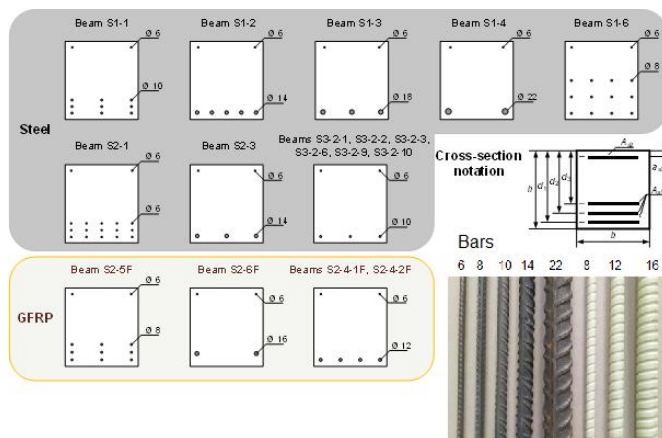 Beam S1-1 Beam S1-2 Beam S1-3 Beam S1-4 Beam S1-6
Ø 6 Ø 6 Ø 6 Ø 6 Ø 6
Ø 8
Ø 10 Ø 14 Ø 18 Ø 22
Steel
Beam S2-1 Beam S2-3 Beams S3-2-1, S3-2-2, S3-2-3,
S3-2-6, S3-2-9, S3-2-10
Ø 6 Ø 6 Ø 6
Ø 6 Ø 14 Ø 10
Cross-section
notation
h d₁ d₂ d₃
b
Bars
6 8 10 14 22 8 12 16
Beam S2-5F Beam S2-6F Beams S2-4-1F, S2-4-2F
Ø 6 Ø 6 Ø 6
GFRP
Ø 8 Ø 16 Ø 12